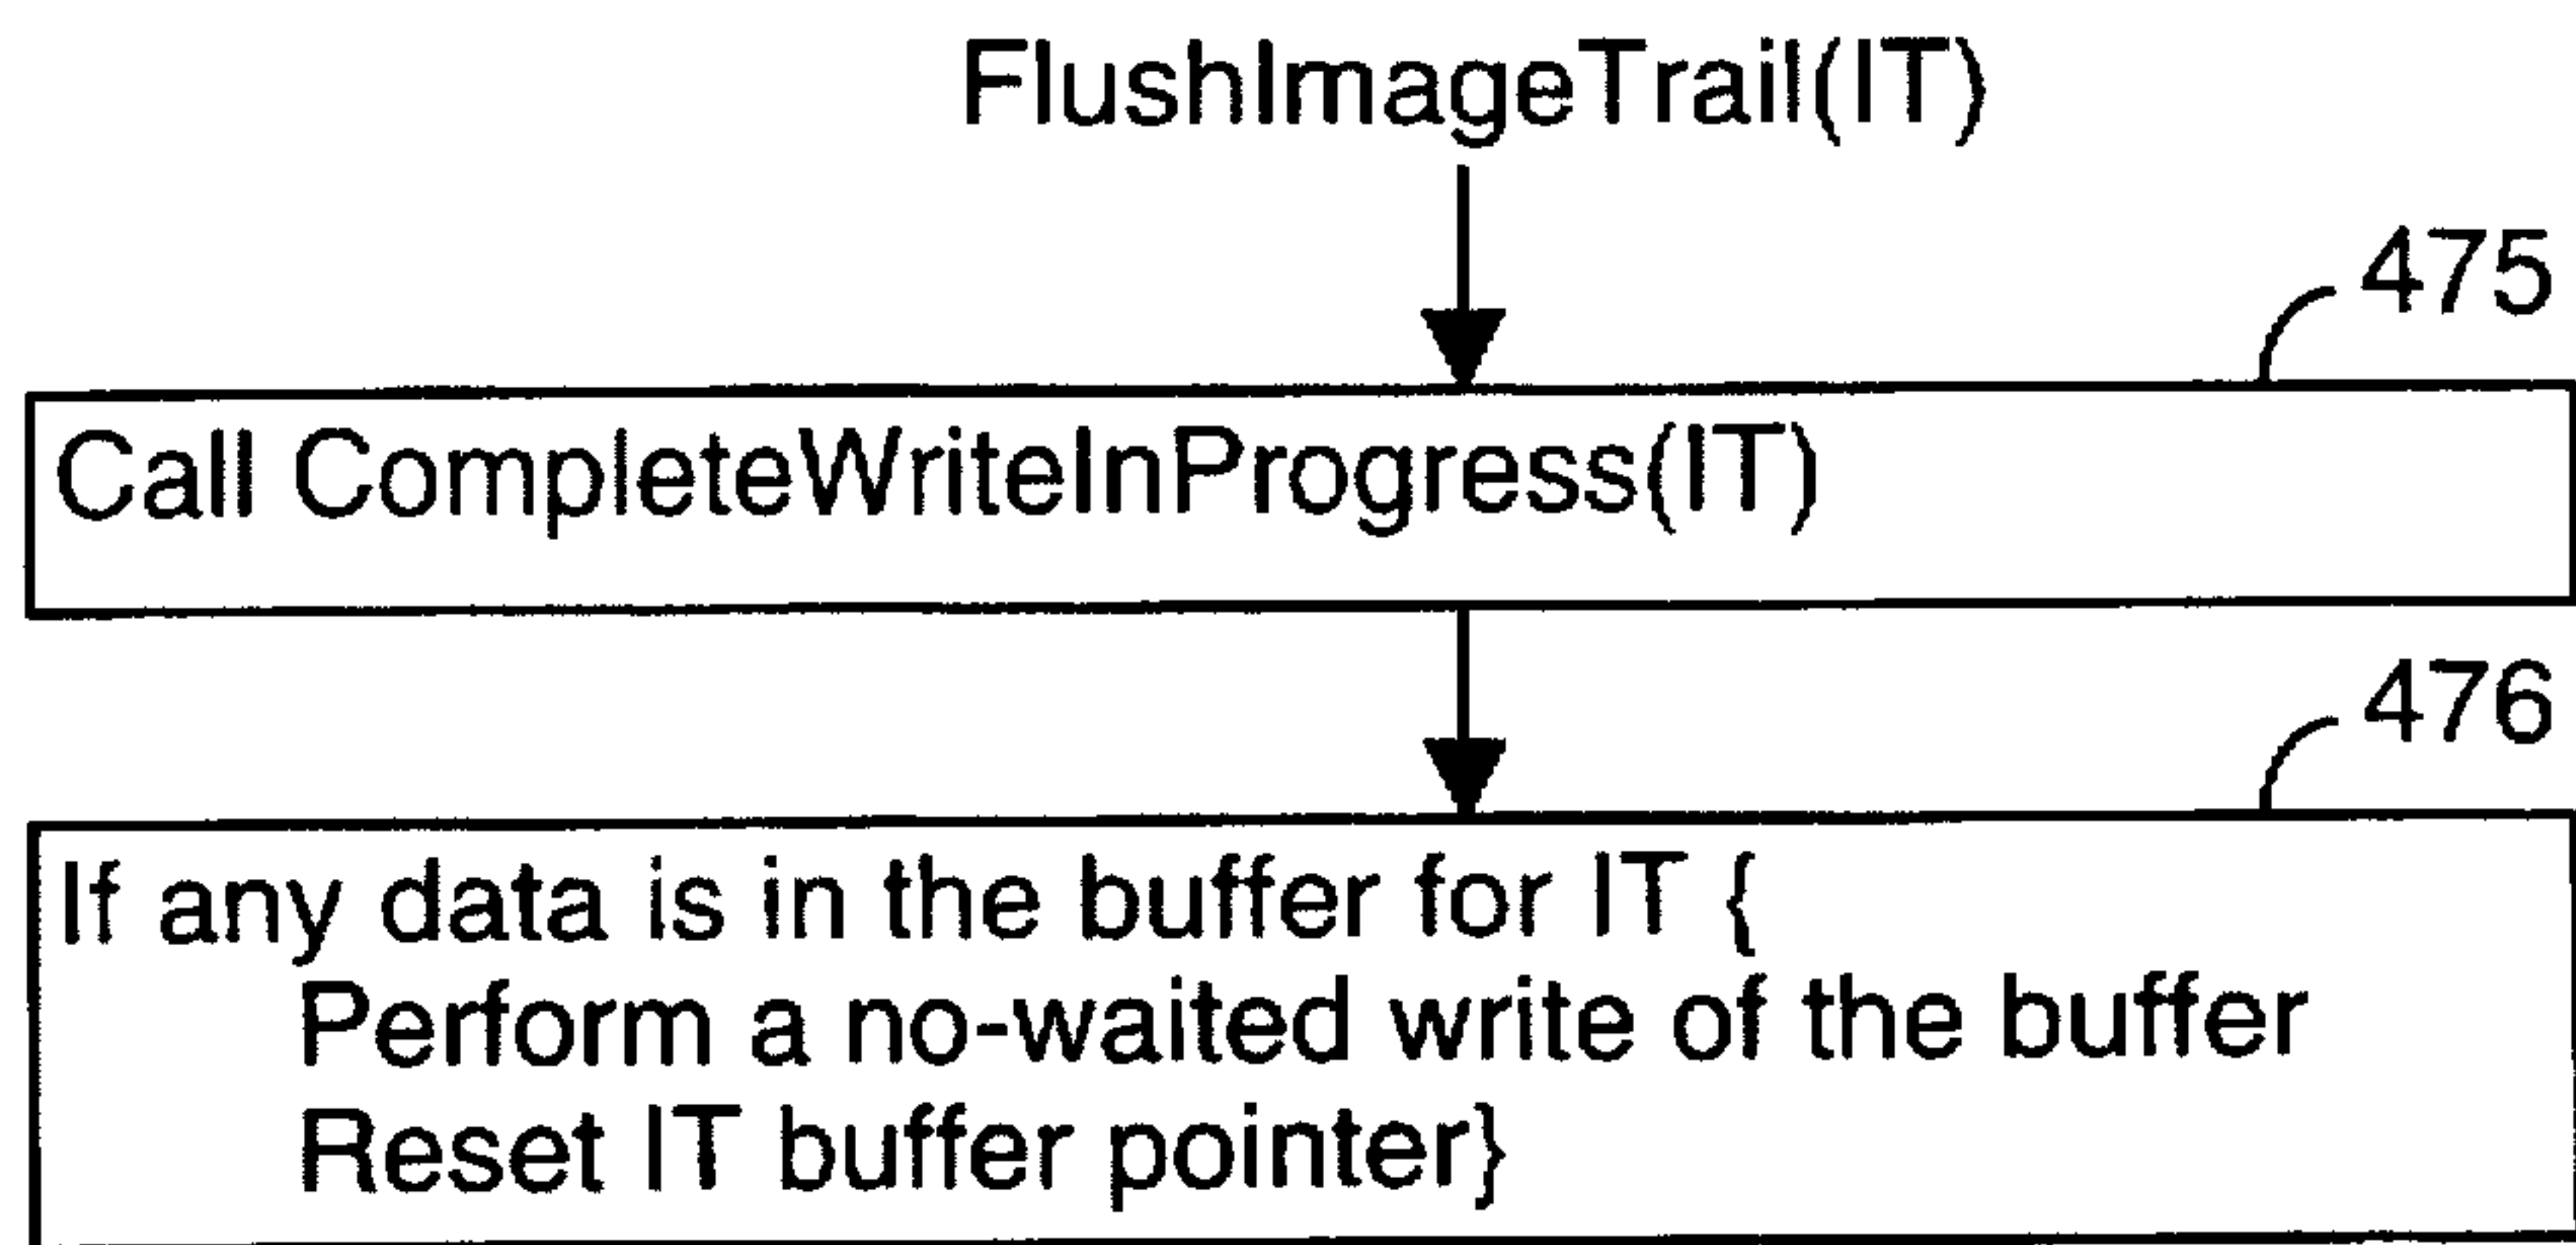 FlushImageTrail(IT)
475
Call CompleteWriteInProgress(IT)
476
If any data is in the buffer for IT {
Perform a no-waited write of the buffer
Reset IT buffer pointer}